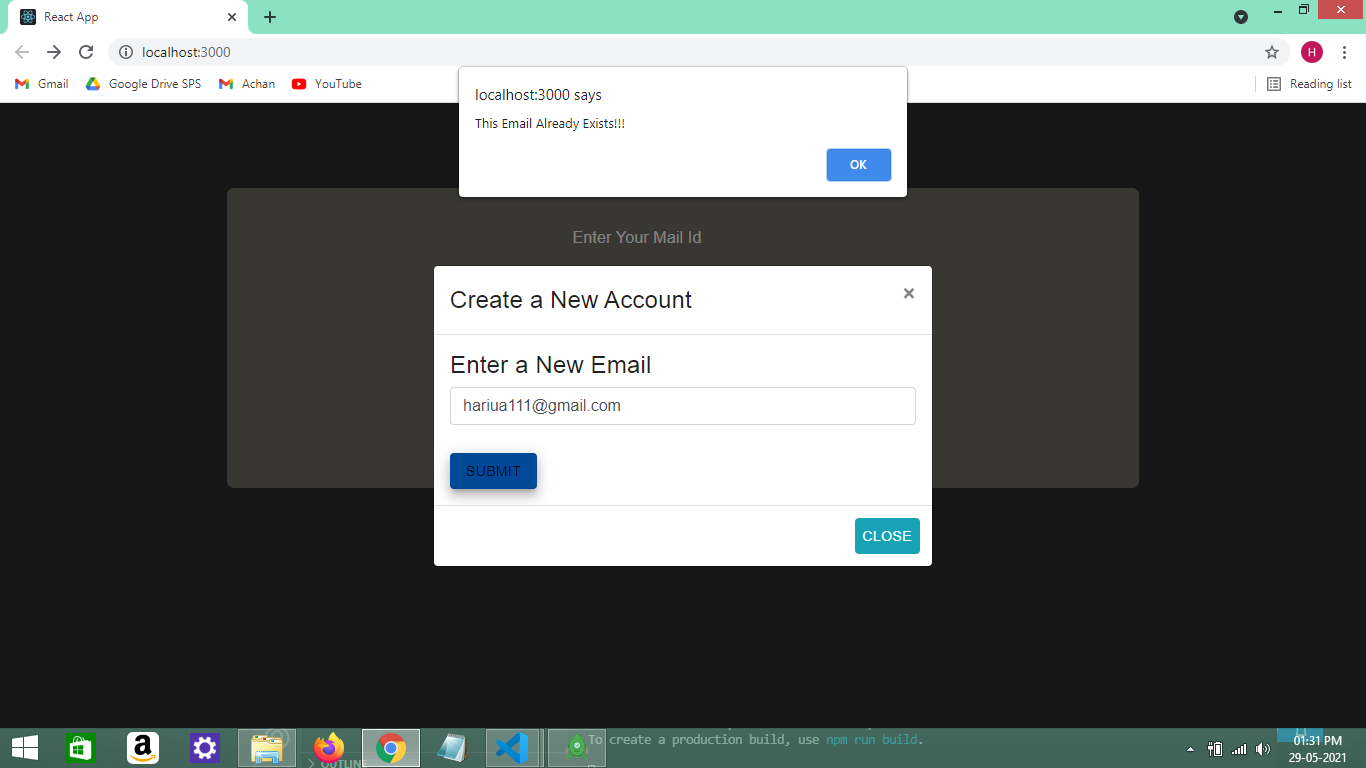 React App
localhost:3000
H
Gmail
Google Drive SPS
Achan
YouTube
Reading list
localhost:3000 says
This Email Already Exists!!!
OK
Enter Your Mail Id
Create a New Account
×
Enter a New Email
hariua111@gmail.com
SUBMIT
CLOSE
To create a production build, use npm run build.
OUTLINE
01:31 PM
29-05-2021